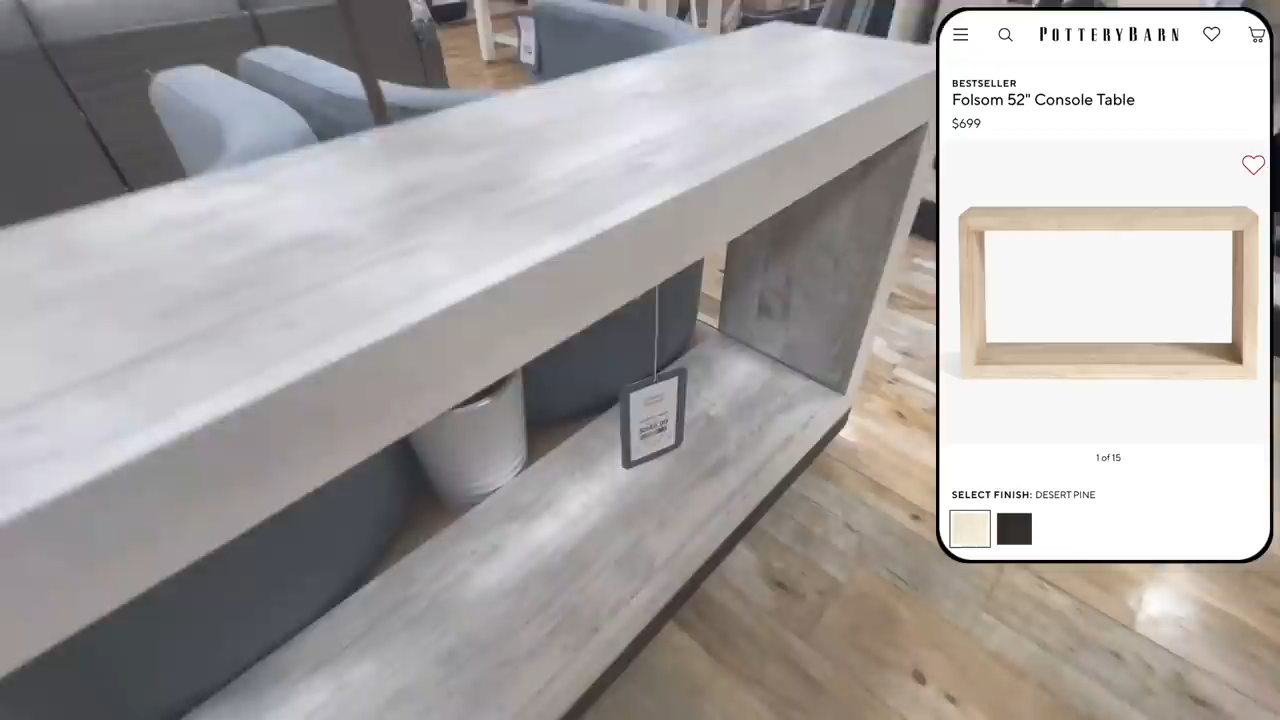 POTTERYBARN
BESTSELLER
Folsom 52" Console Table
$699
1 of 15
SELECT FINISH: DESERT PINE